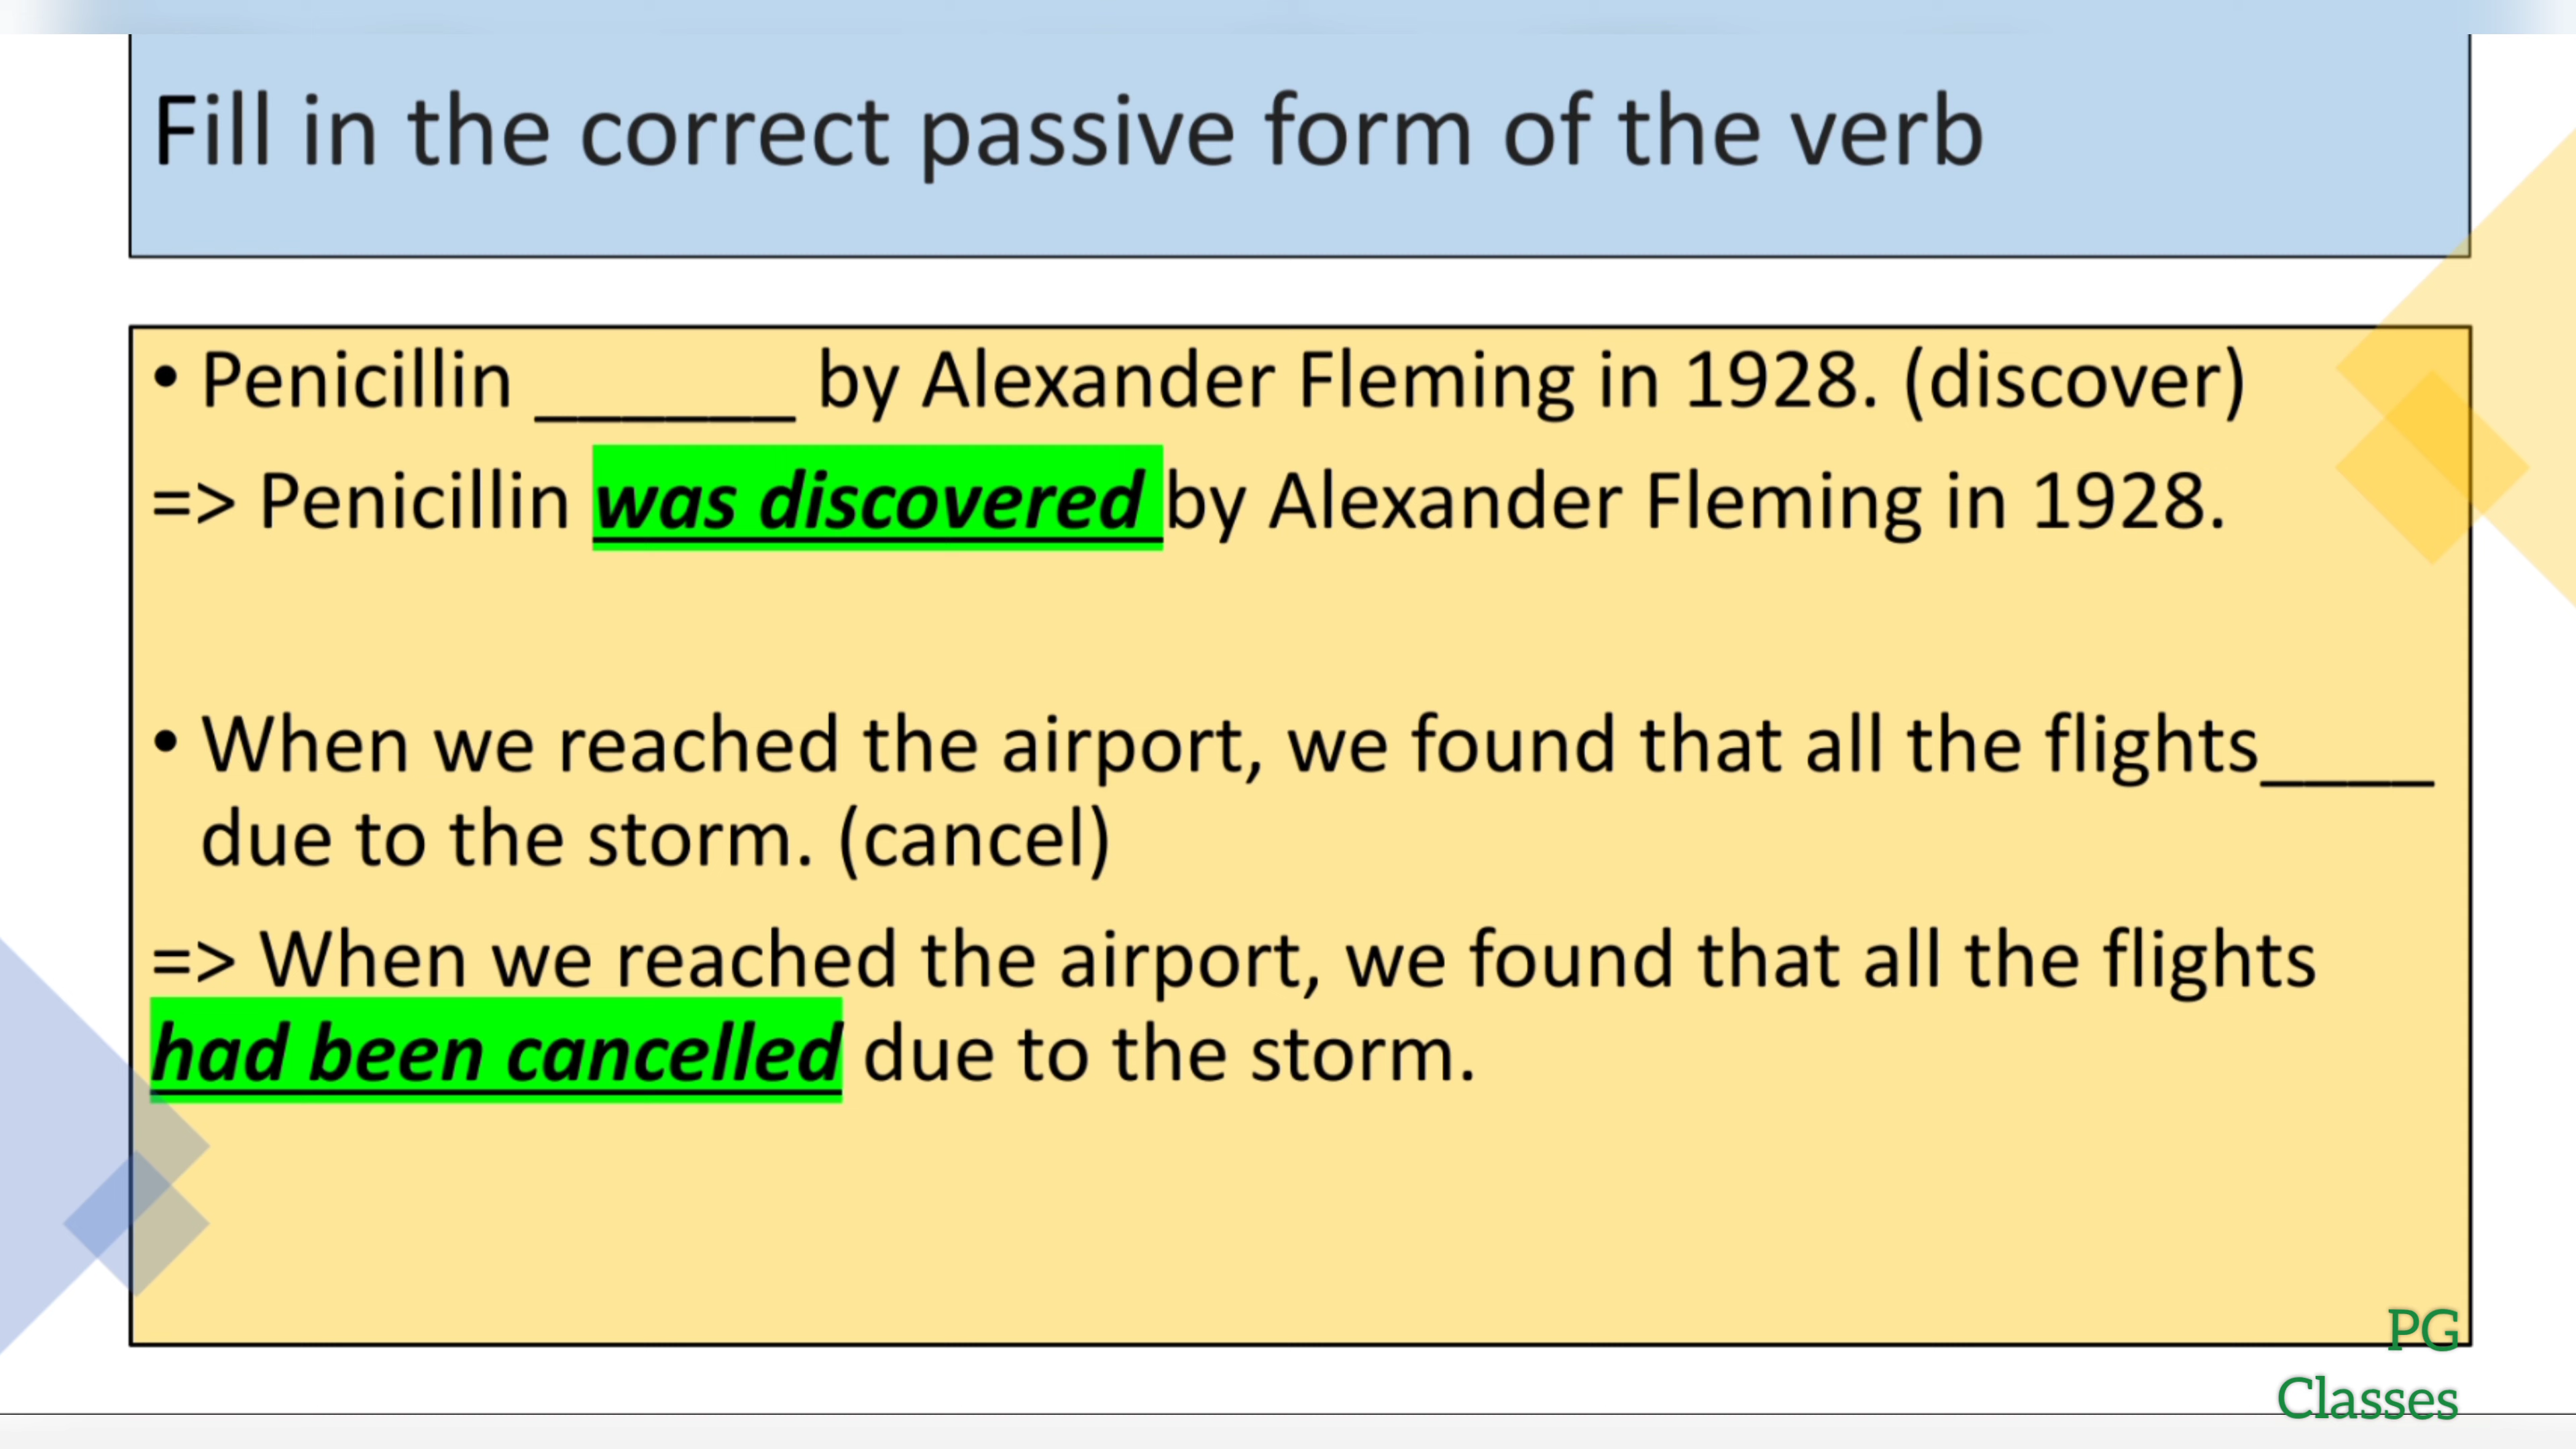 Fill in the correct passive form of the verb
• Penicillin ______ by Alexander Fleming in 1928. (discover)
=> Penicillin was discovered by Alexander Fleming in 1928.
• When we reached the airport, we found that all the flights____
due to the storm. (cancel)
=> When we reached the airport, we found that all the flights
had been cancelled due to the storm.
PG
Classes